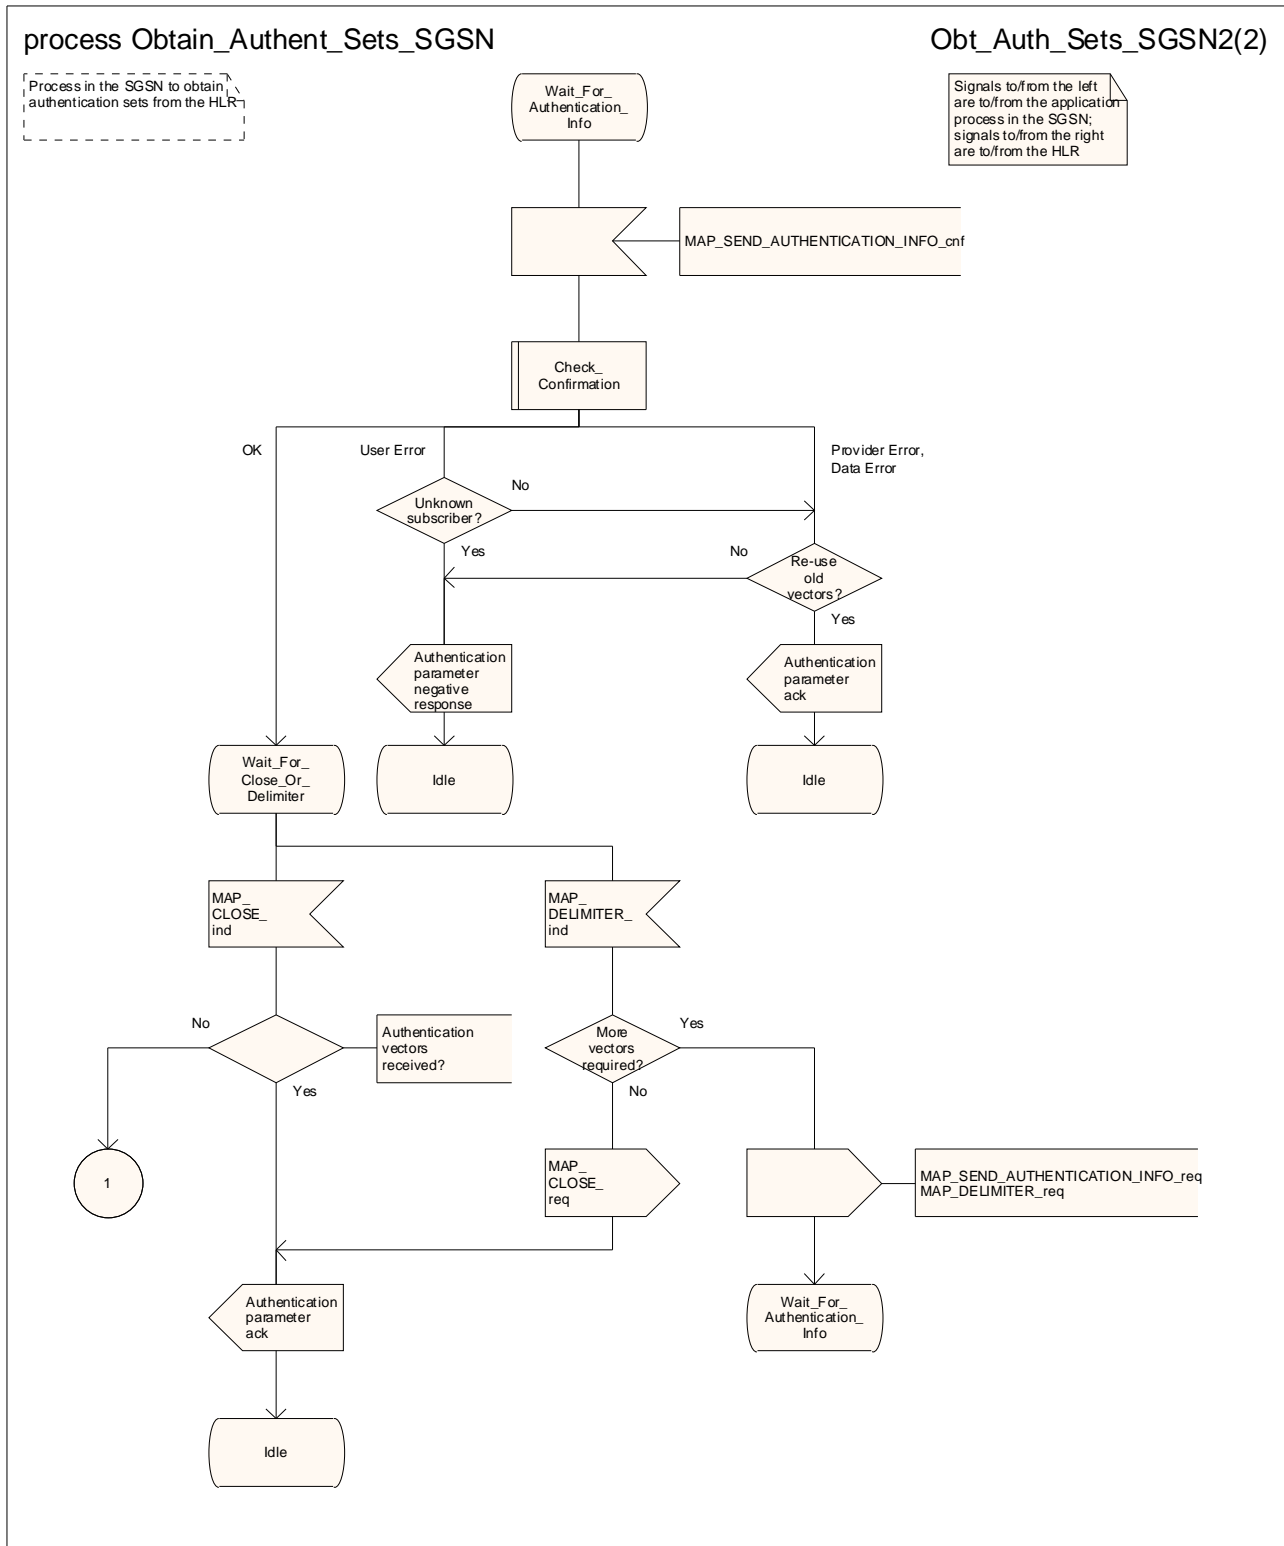 process Obtain_Authent_Sets_SGSN
Obt_Auth_Sets_SGSN2(2)
Process in the SGSN to obtain
authentication sets from the HLR
Wait_For_
Authentication_
Info
Signals to/from the left
are to/from the application
process in the SGSN;
signals to/from the right
are to/from the HLR
MAP_SEND_AUTHENTICATION_INFO_cnf
Check_
Confirmation
OK
User Error
Provider Error,
Data Error
Unknown
subscriber?
No
Yes
No
Re-use
old
vectors?
Yes
Authentication
parameter
negative
response
Authentication
parameter
ack
Wait_For_
Close_Or_
Delimiter
Idle
Idle
MAP_
CLOSE_
ind
MAP_
DELIMITER_
ind
No
Authentication
vectors
received?
Yes
More
vectors
required?
Yes
No
1
MAP_
CLOSE_
req
MAP_SEND_AUTHENTICATION_INFO_req
MAP_DELIMITER_req
Authentication
parameter
ack
Wait_For_
Authentication_
Info
Idle